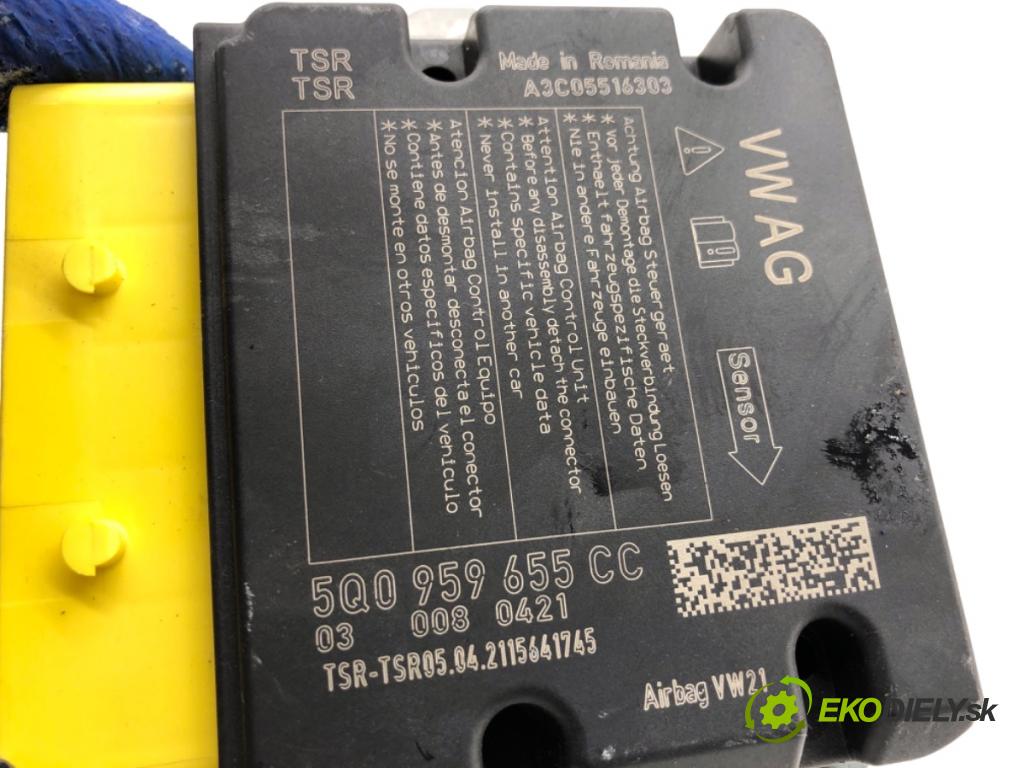 TSR
TSR
Made in Romania
A3C05516303
VW AG
Sensor
Achtung Airbag Steuergeraet
* Vor jeder Demontage die Steckverbindung Loesen
* Enthaelt fahrzeugspezifische Daten
* Nie in andere Fahrzeuge einbauen
Attention Airbag Control Unit
* Before any disassembly detach the connector
* Contains specific vehicle data
* Never install in another car
Atencion Airbag Control Equipo
* Antes de desmontar desconecta el conector
* Contiene datos especificos del vehiculo
* No se monte en otros vehiculos
5Q0 959 655 CC
03 008 0421
TSR-TSR05.04.2115641745
Airbag VW21
EKODIELY.sk